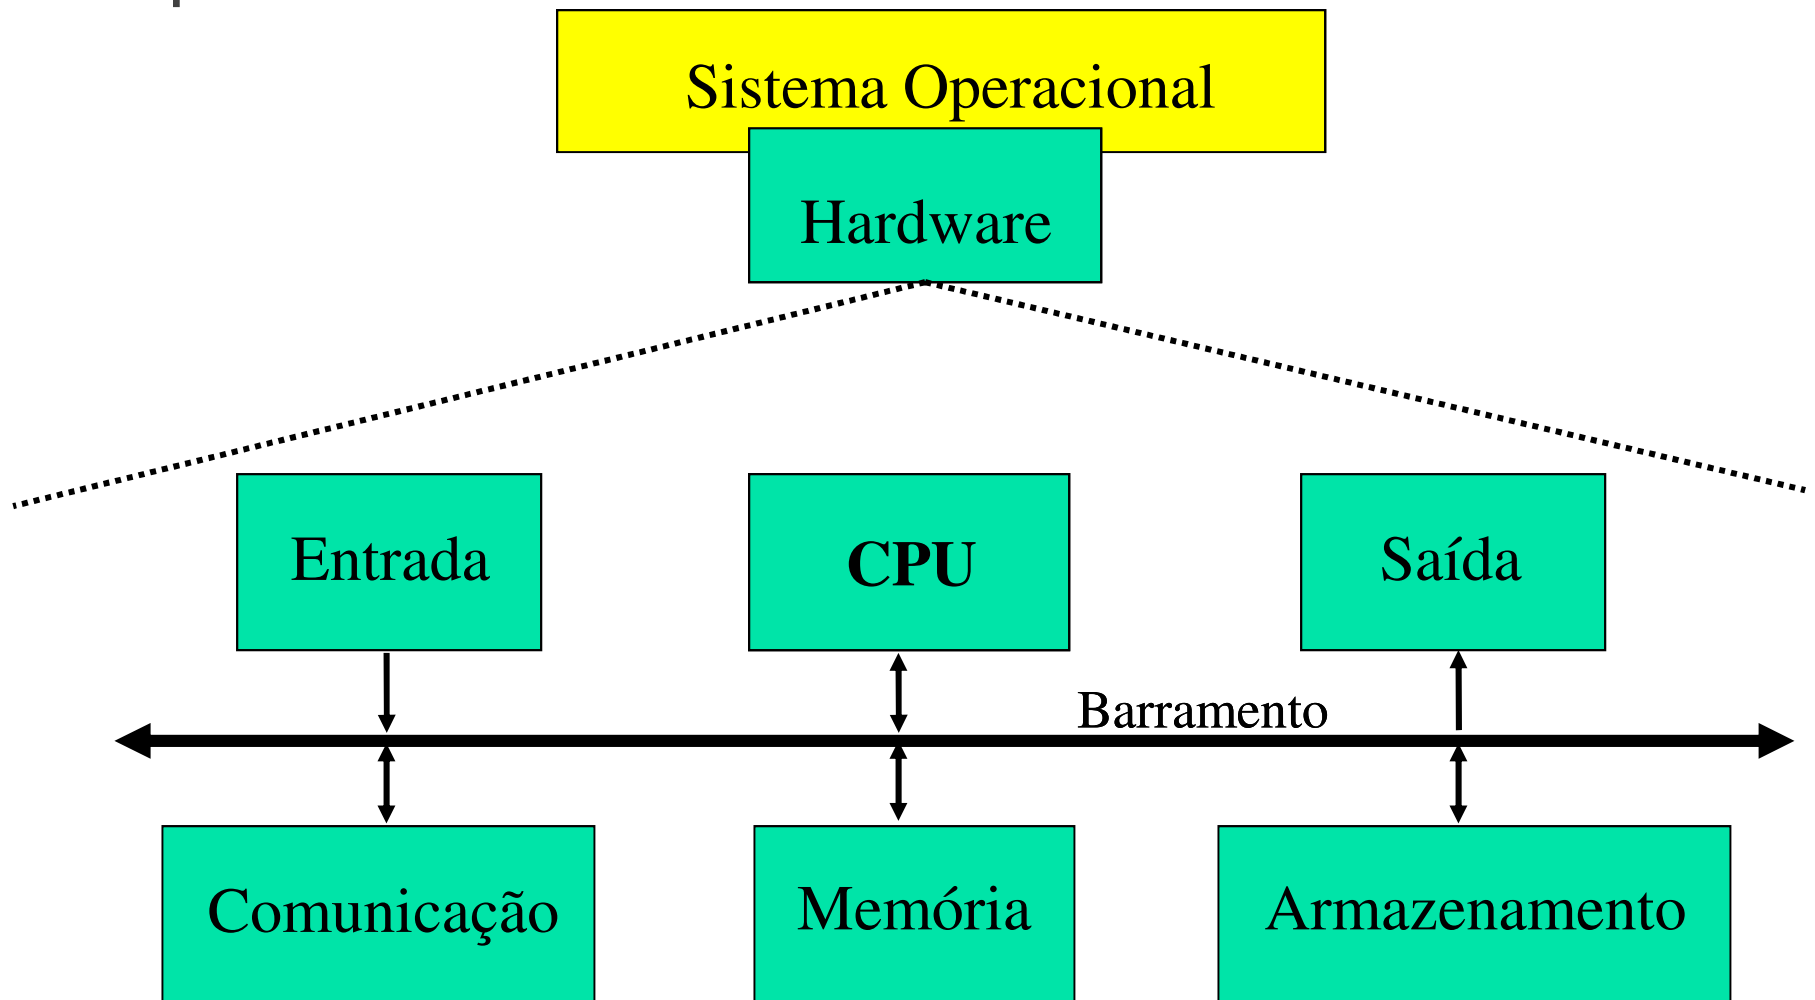 Sistema Operacional
Hardware
Entrada
CPU
Saída
Barramento
Comunicação
Memória
Armazenamento